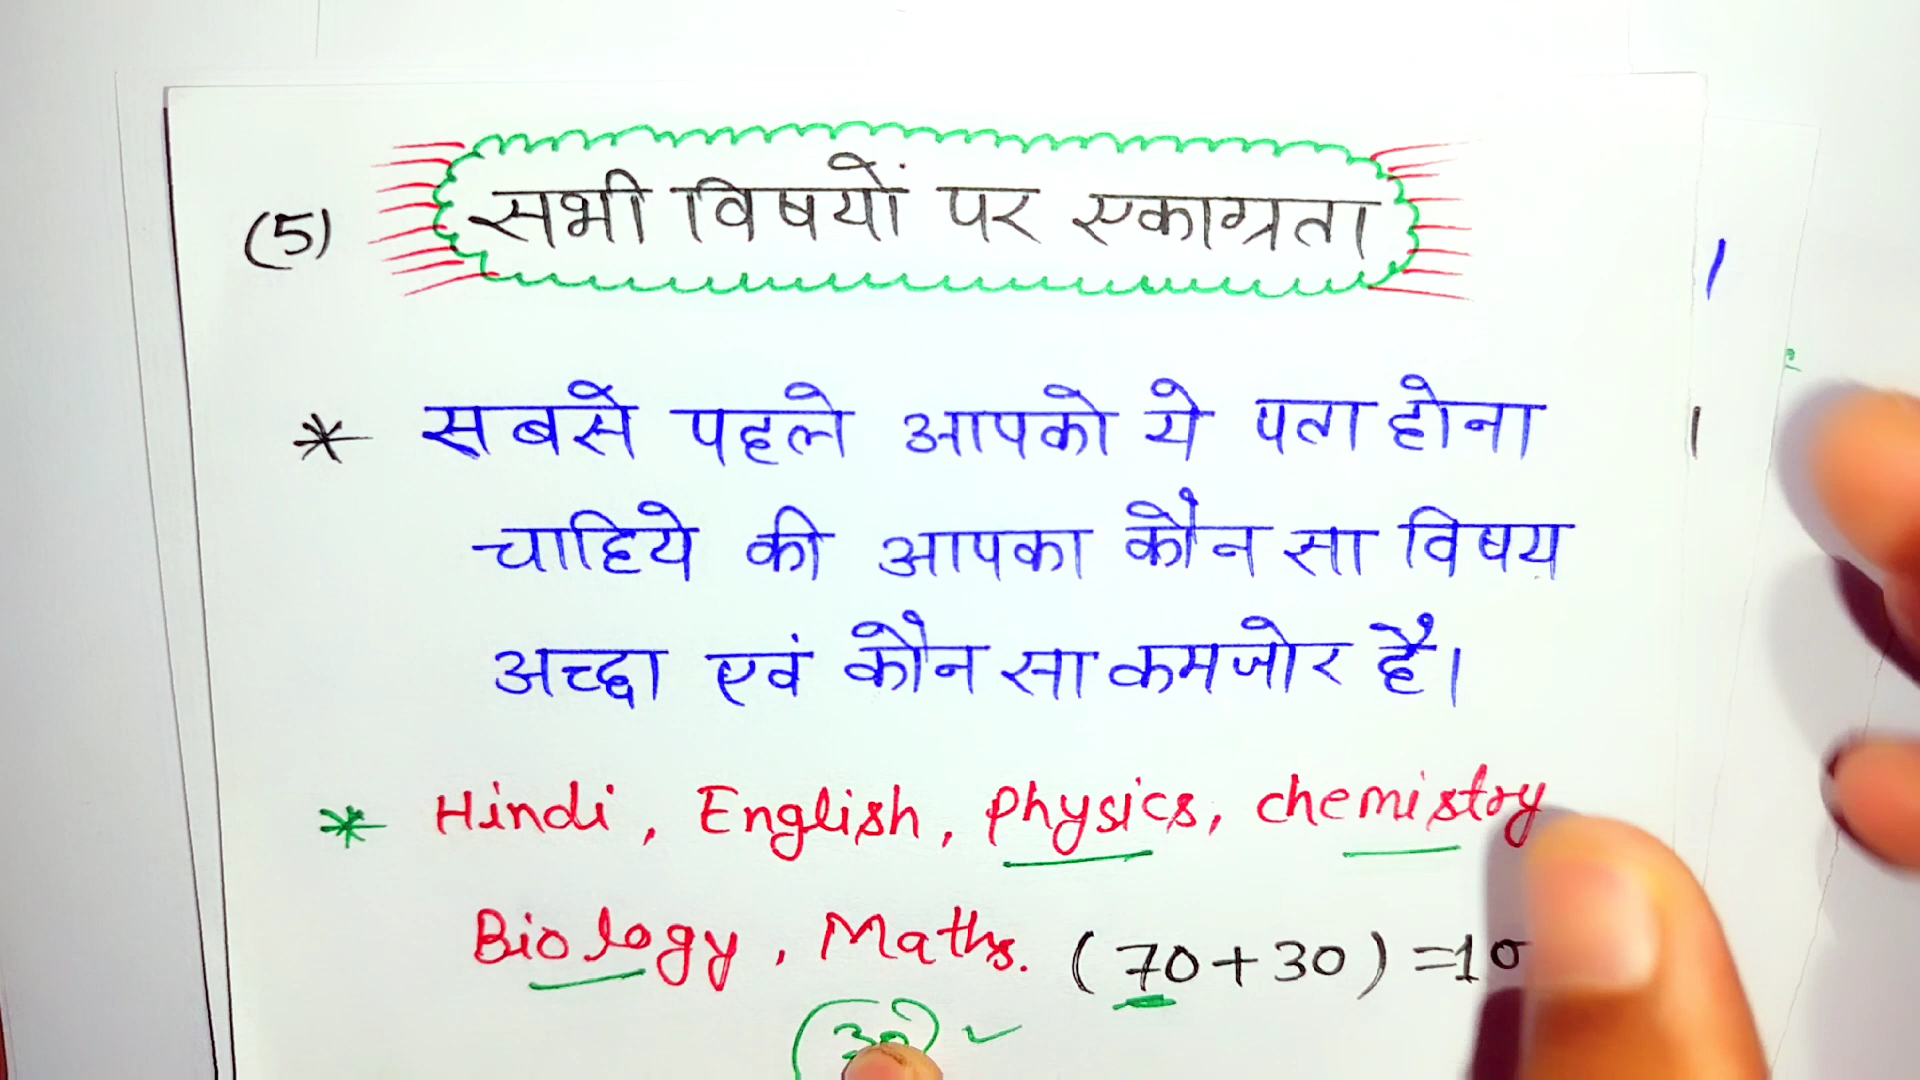 (5) सभी विषयों पर एकाग्रता
* सबसे पहले आपको ये पता होना
चाहिये की आपका कौन सा विषय
अच्छा एवं कौन सा कमजोर है।
* Hindi, English, physics, chemistry
Biology, Maths. (70+30)=10
(30) ✓